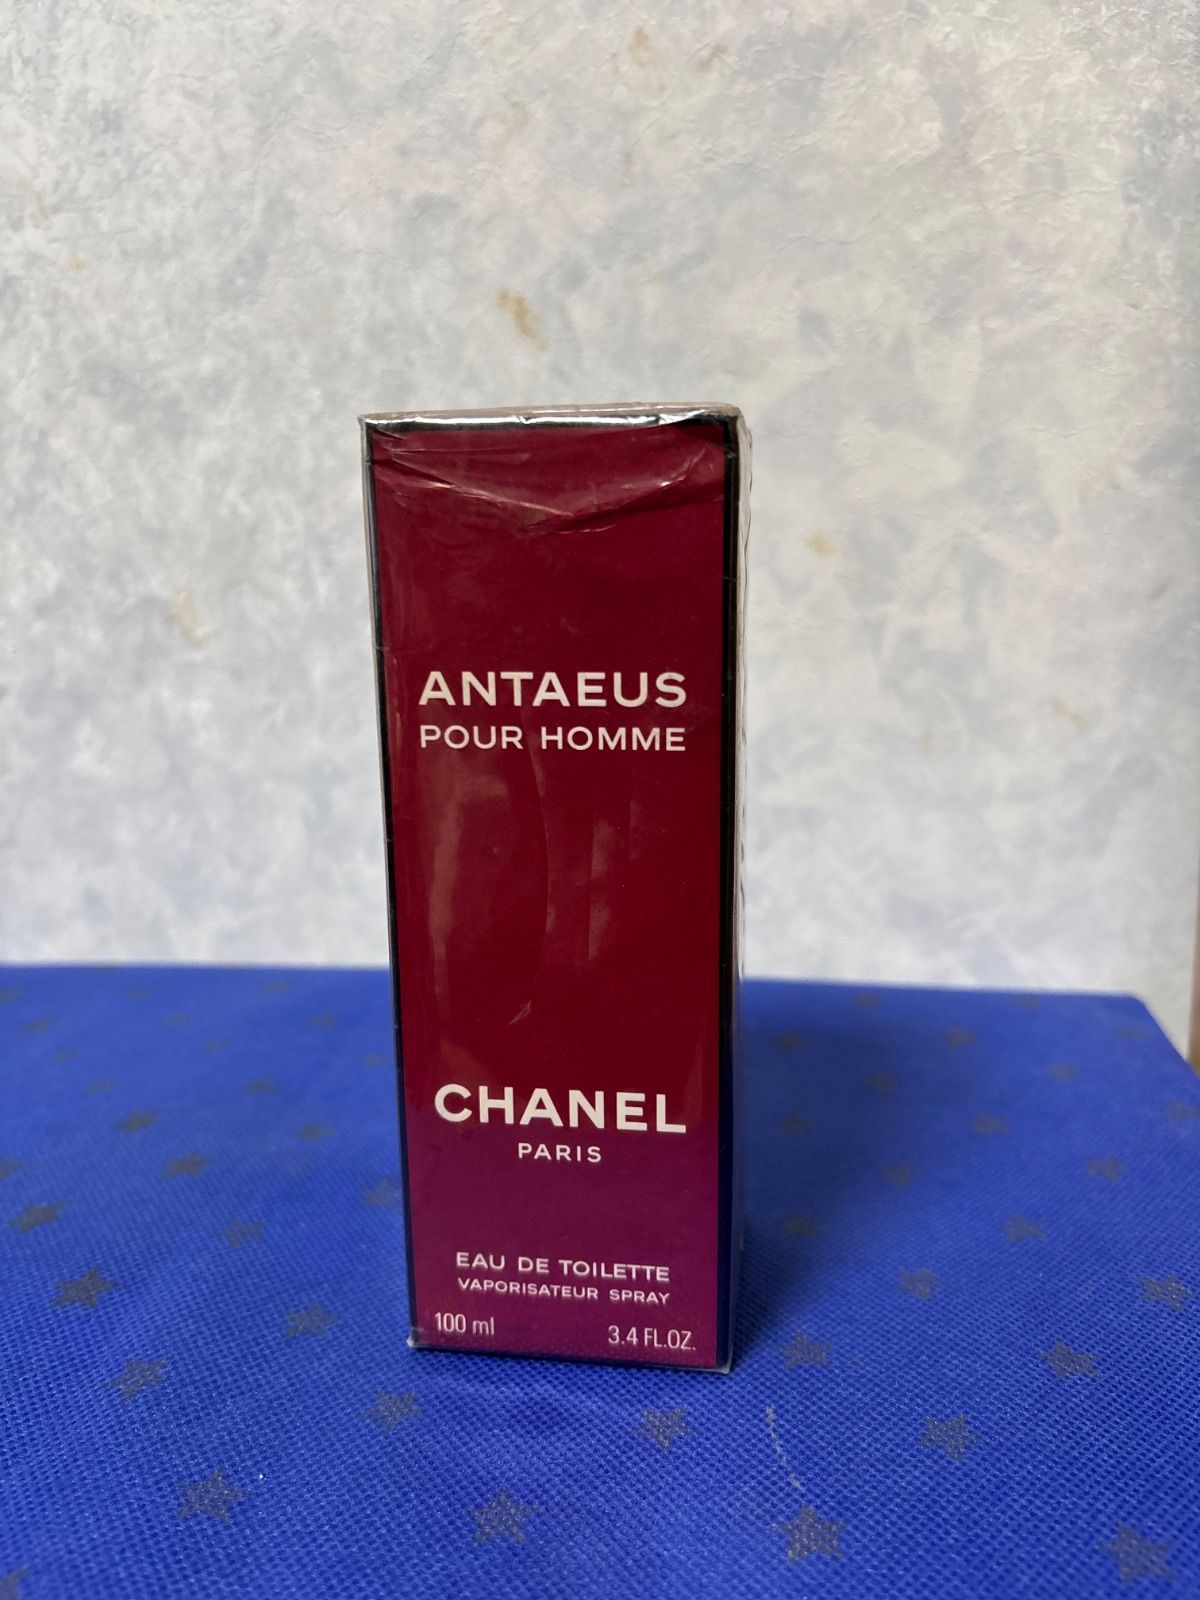 ANTAEUS
POUR HOMME
CHANEL
PARIS
EAU DE TOILETTE
VAPORISATEUR SPRAY
100 ml 3.4 FL.OZ.